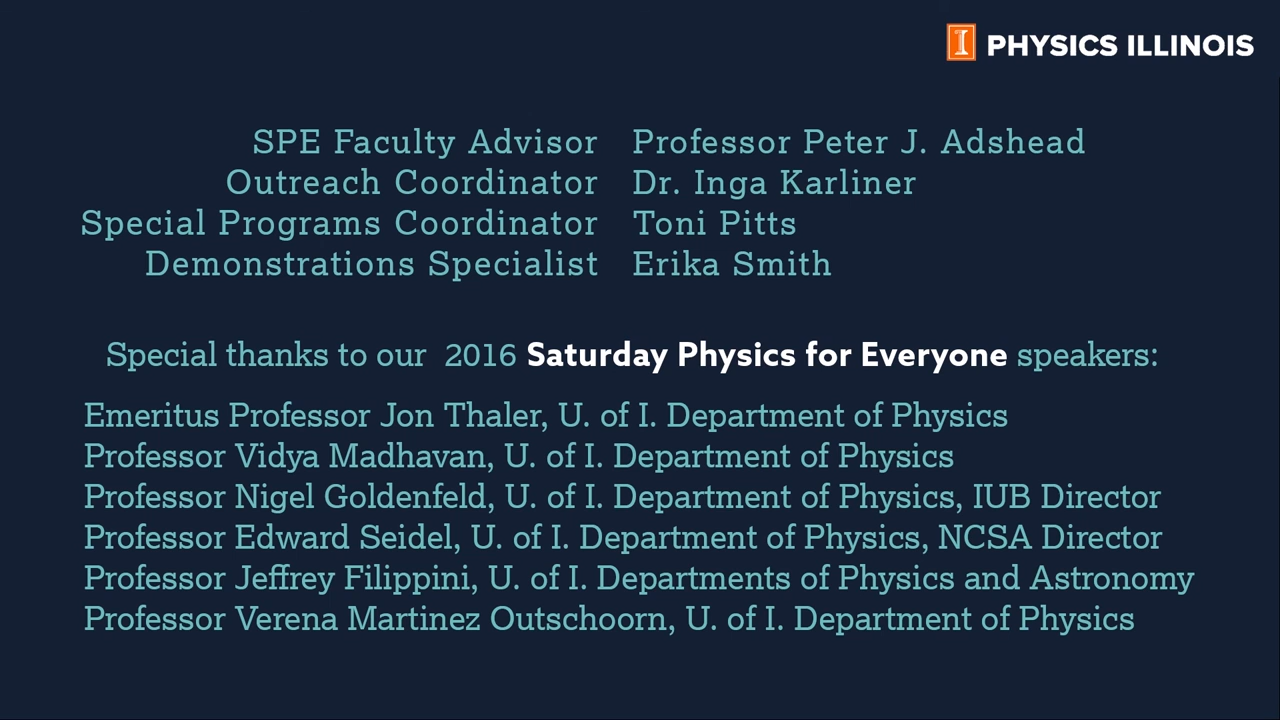 I PHYSICS ILLINOIS
SPE Faculty Advisor Professor Peter J. Adshead
Outreach Coordinator Dr. Inga Karliner
Special Programs Coordinator Toni Pitts
Demonstrations Specialist Erika Smith
Special thanks to our 2016 Saturday Physics for Everyone speakers:
Emeritus Professor Jon Thaler, U. of I. Department of Physics
Professor Vidya Madhavan, U. of I. Department of Physics
Professor Nigel Goldenfeld, U. of I. Department of Physics, IUB Director
Professor Edward Seidel, U. of I. Department of Physics, NCSA Director
Professor Jeffrey Filippini, U. of I. Departments of Physics and Astronomy
Professor Verena Martinez Outschoorn, U. of I. Department of Physics